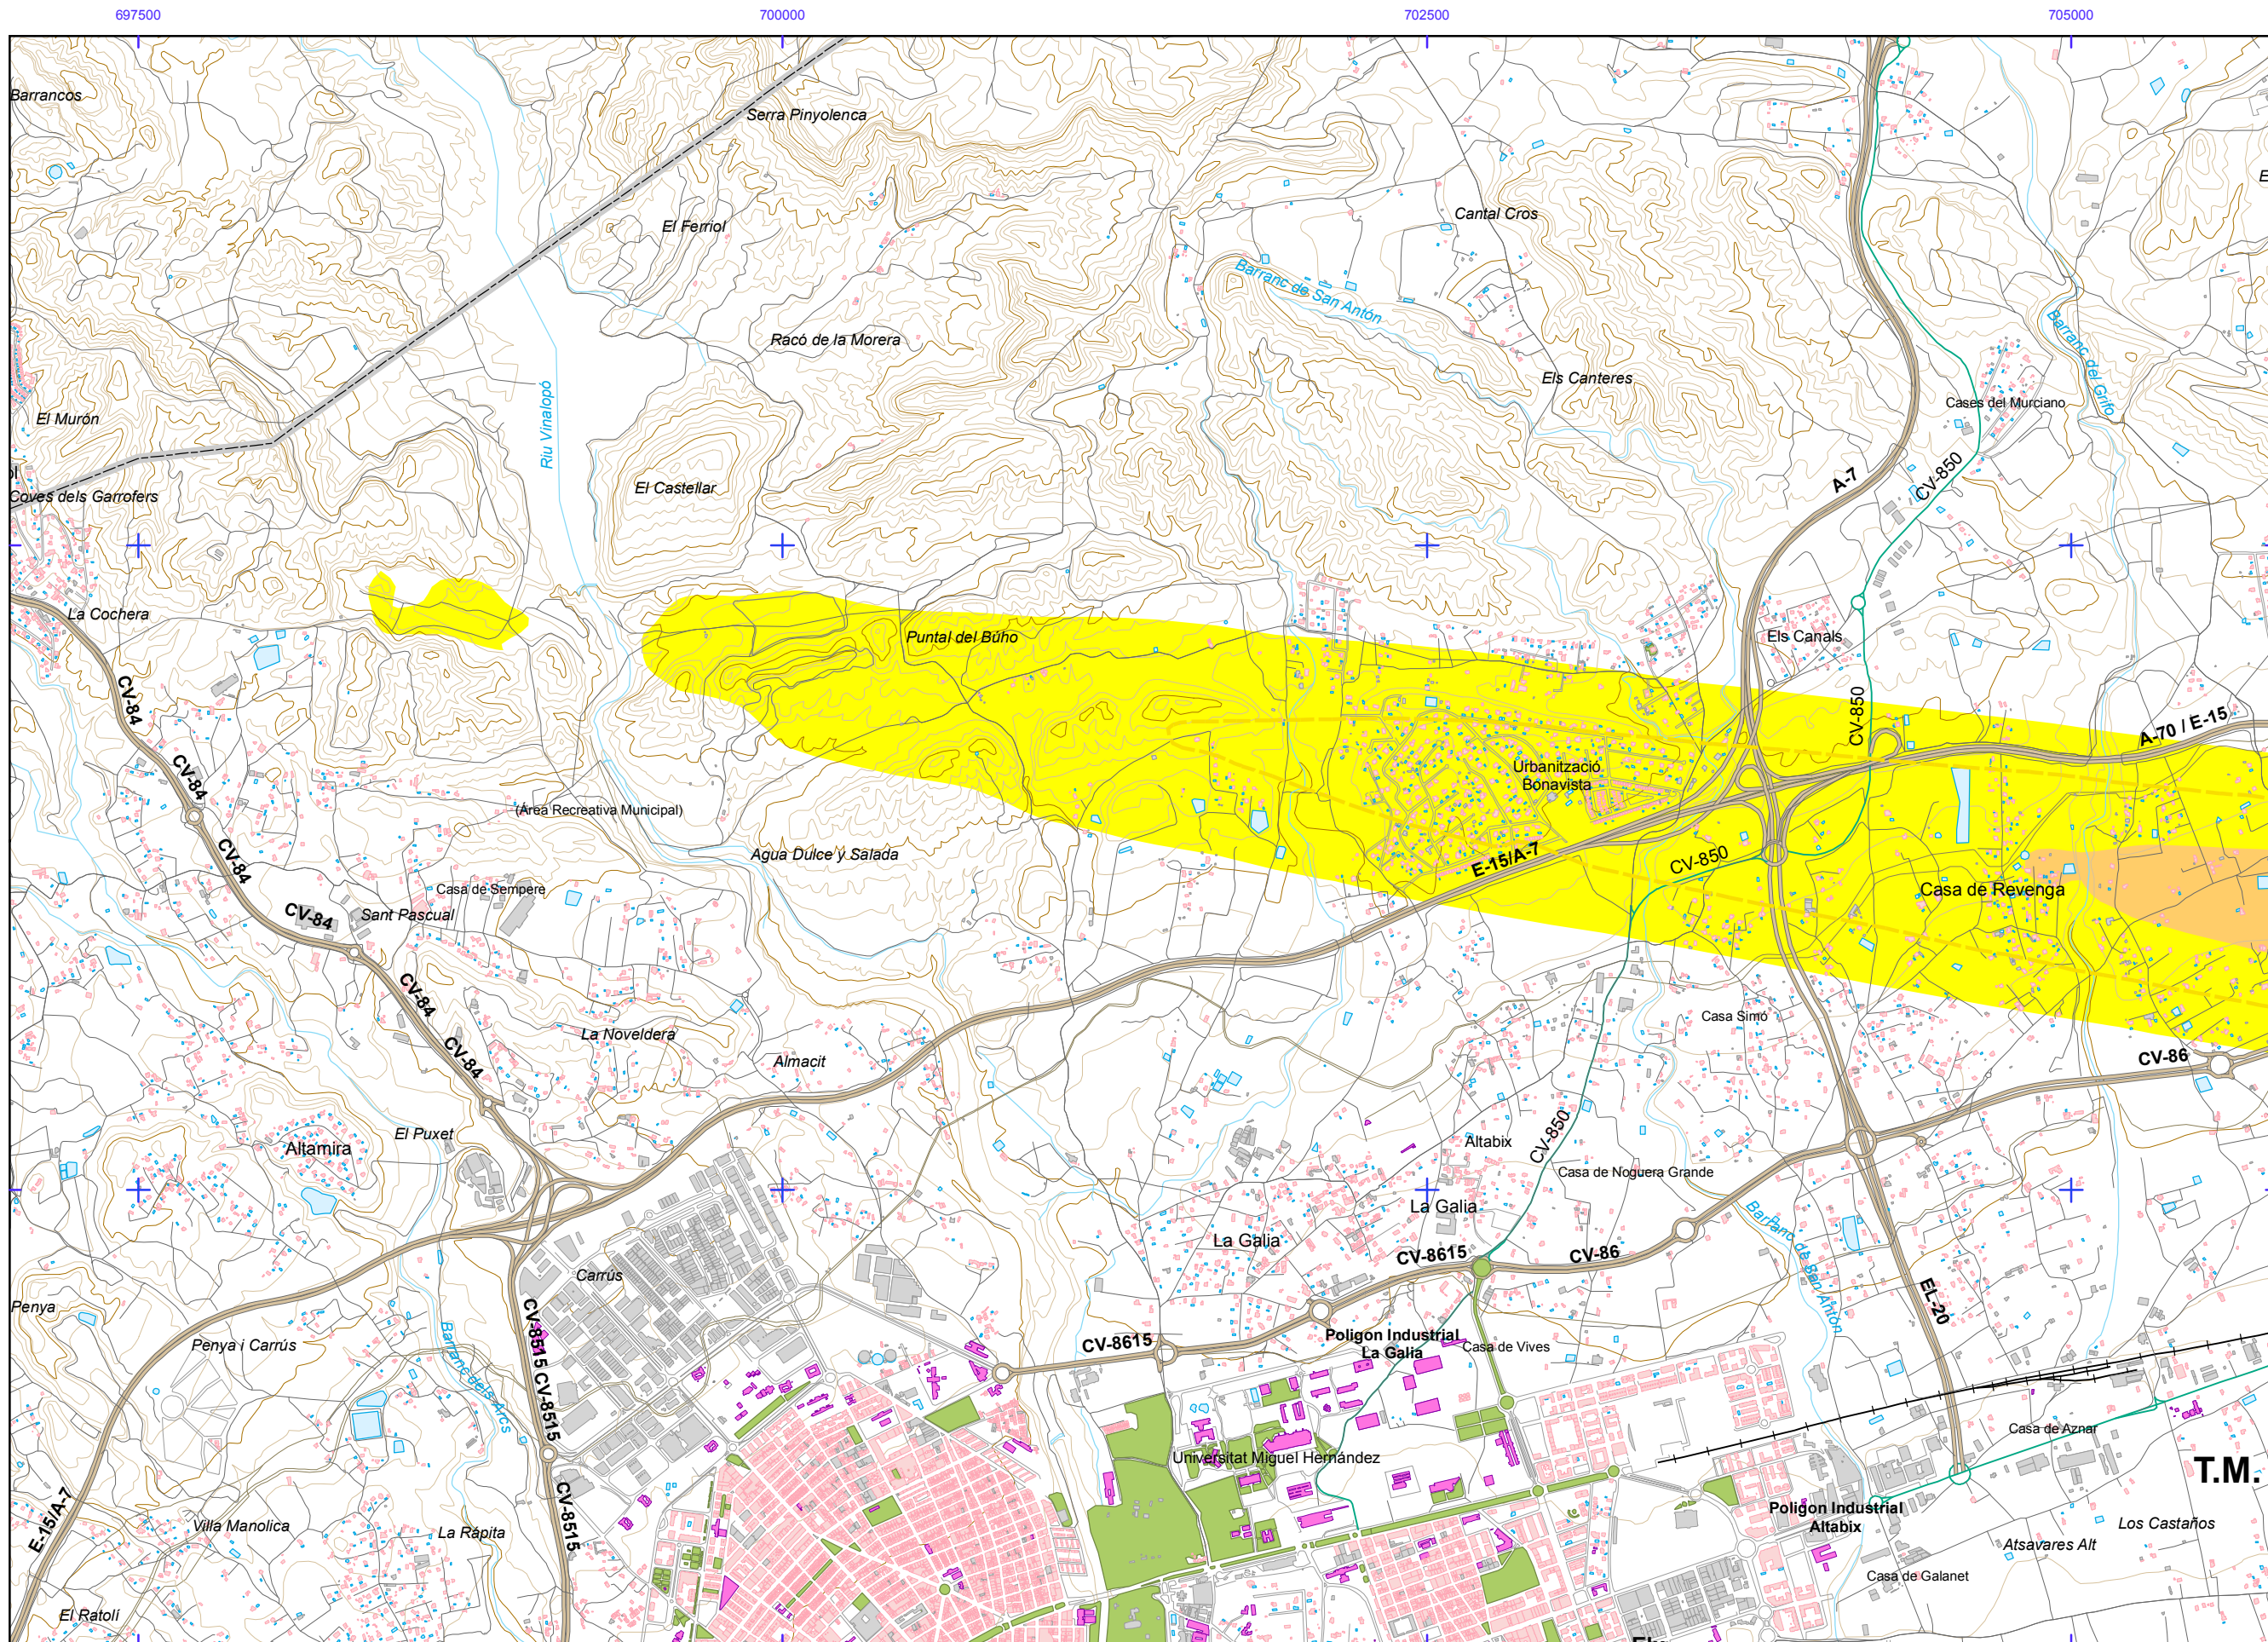 697500
700000
702500
705000
Barrancos
Serra Pinyolenca
El Ferriol
Cantal Cros
Barranc de San Antón
Racó de la Morera
Barranc del Grifo
Els Canteres
Cases del Murciano
El Murón
Riu Vinalopó
A-7
CV-850
El Castellar
Coves dels Garrofers
La Cochera
Puntal del Búho
Els Canals
CV-84
CV-850
A-70 / E-15
CV-84
Urbanització
Bonavista
(Área Recreativa Municipal)
Agua Dulce y Salada
CV-84
E-15/A-7
CV-850
Casa de Sempere
Casa de Revenga
CV-84
Sant Pascual
CV-84
La Noveldera
Casa Simó
CV-84
Almacit
CV-86
El Puxet
Altamira
Altabix
CV-850
Casa de Noguera Grande
La Galia
La Galia
Barranc de San Antón
CV-8615
CV-86
Carrús
EL-20
Penya
CV-8515
Penya i Carrús
Barranc dels Arcs
CV-8615
Poligon Industrial
La Galia
Casa de Vives
CV-8515
Casa de Aznar
Universitat Miguel Hernández
T.M.
E-15/A-7
CV-8515
Villa Manolica
La Ràpita
Poligon Industrial
Altabix
Los Castaños
Atsavares Alt
Casa de Galanet
El Ratolí